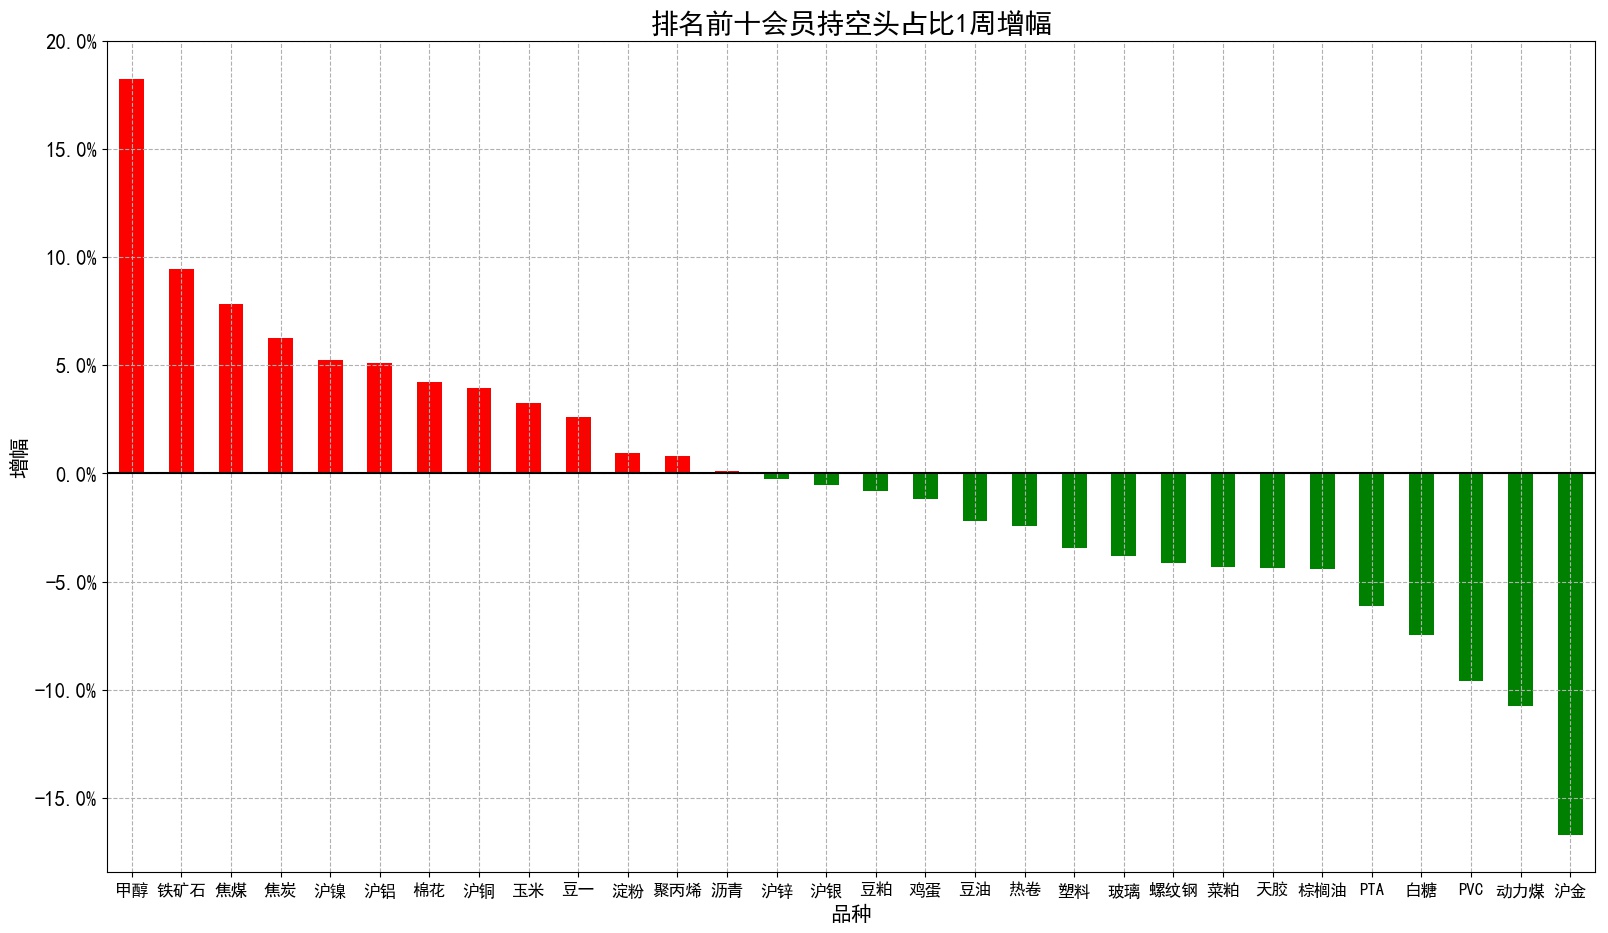 排名前十会员持空头占比1周增幅
20.0%
15.0%
10.0%
5.0%
0.0%
−5.0%
−10.0%
−15.0%
增幅
甲醇 铁矿石 焦煤 焦炭 沪镍 沪铝 棉花 沪铜 玉米 豆一 淀粉 聚丙烯 沥青 沪锌 沪银 豆粕 鸡蛋 豆油 热卷 塑料 玻璃 螺纹钢 菜粕 天胶 棕榈油 PTA 白糖 PVC 动力煤 沪金
品种